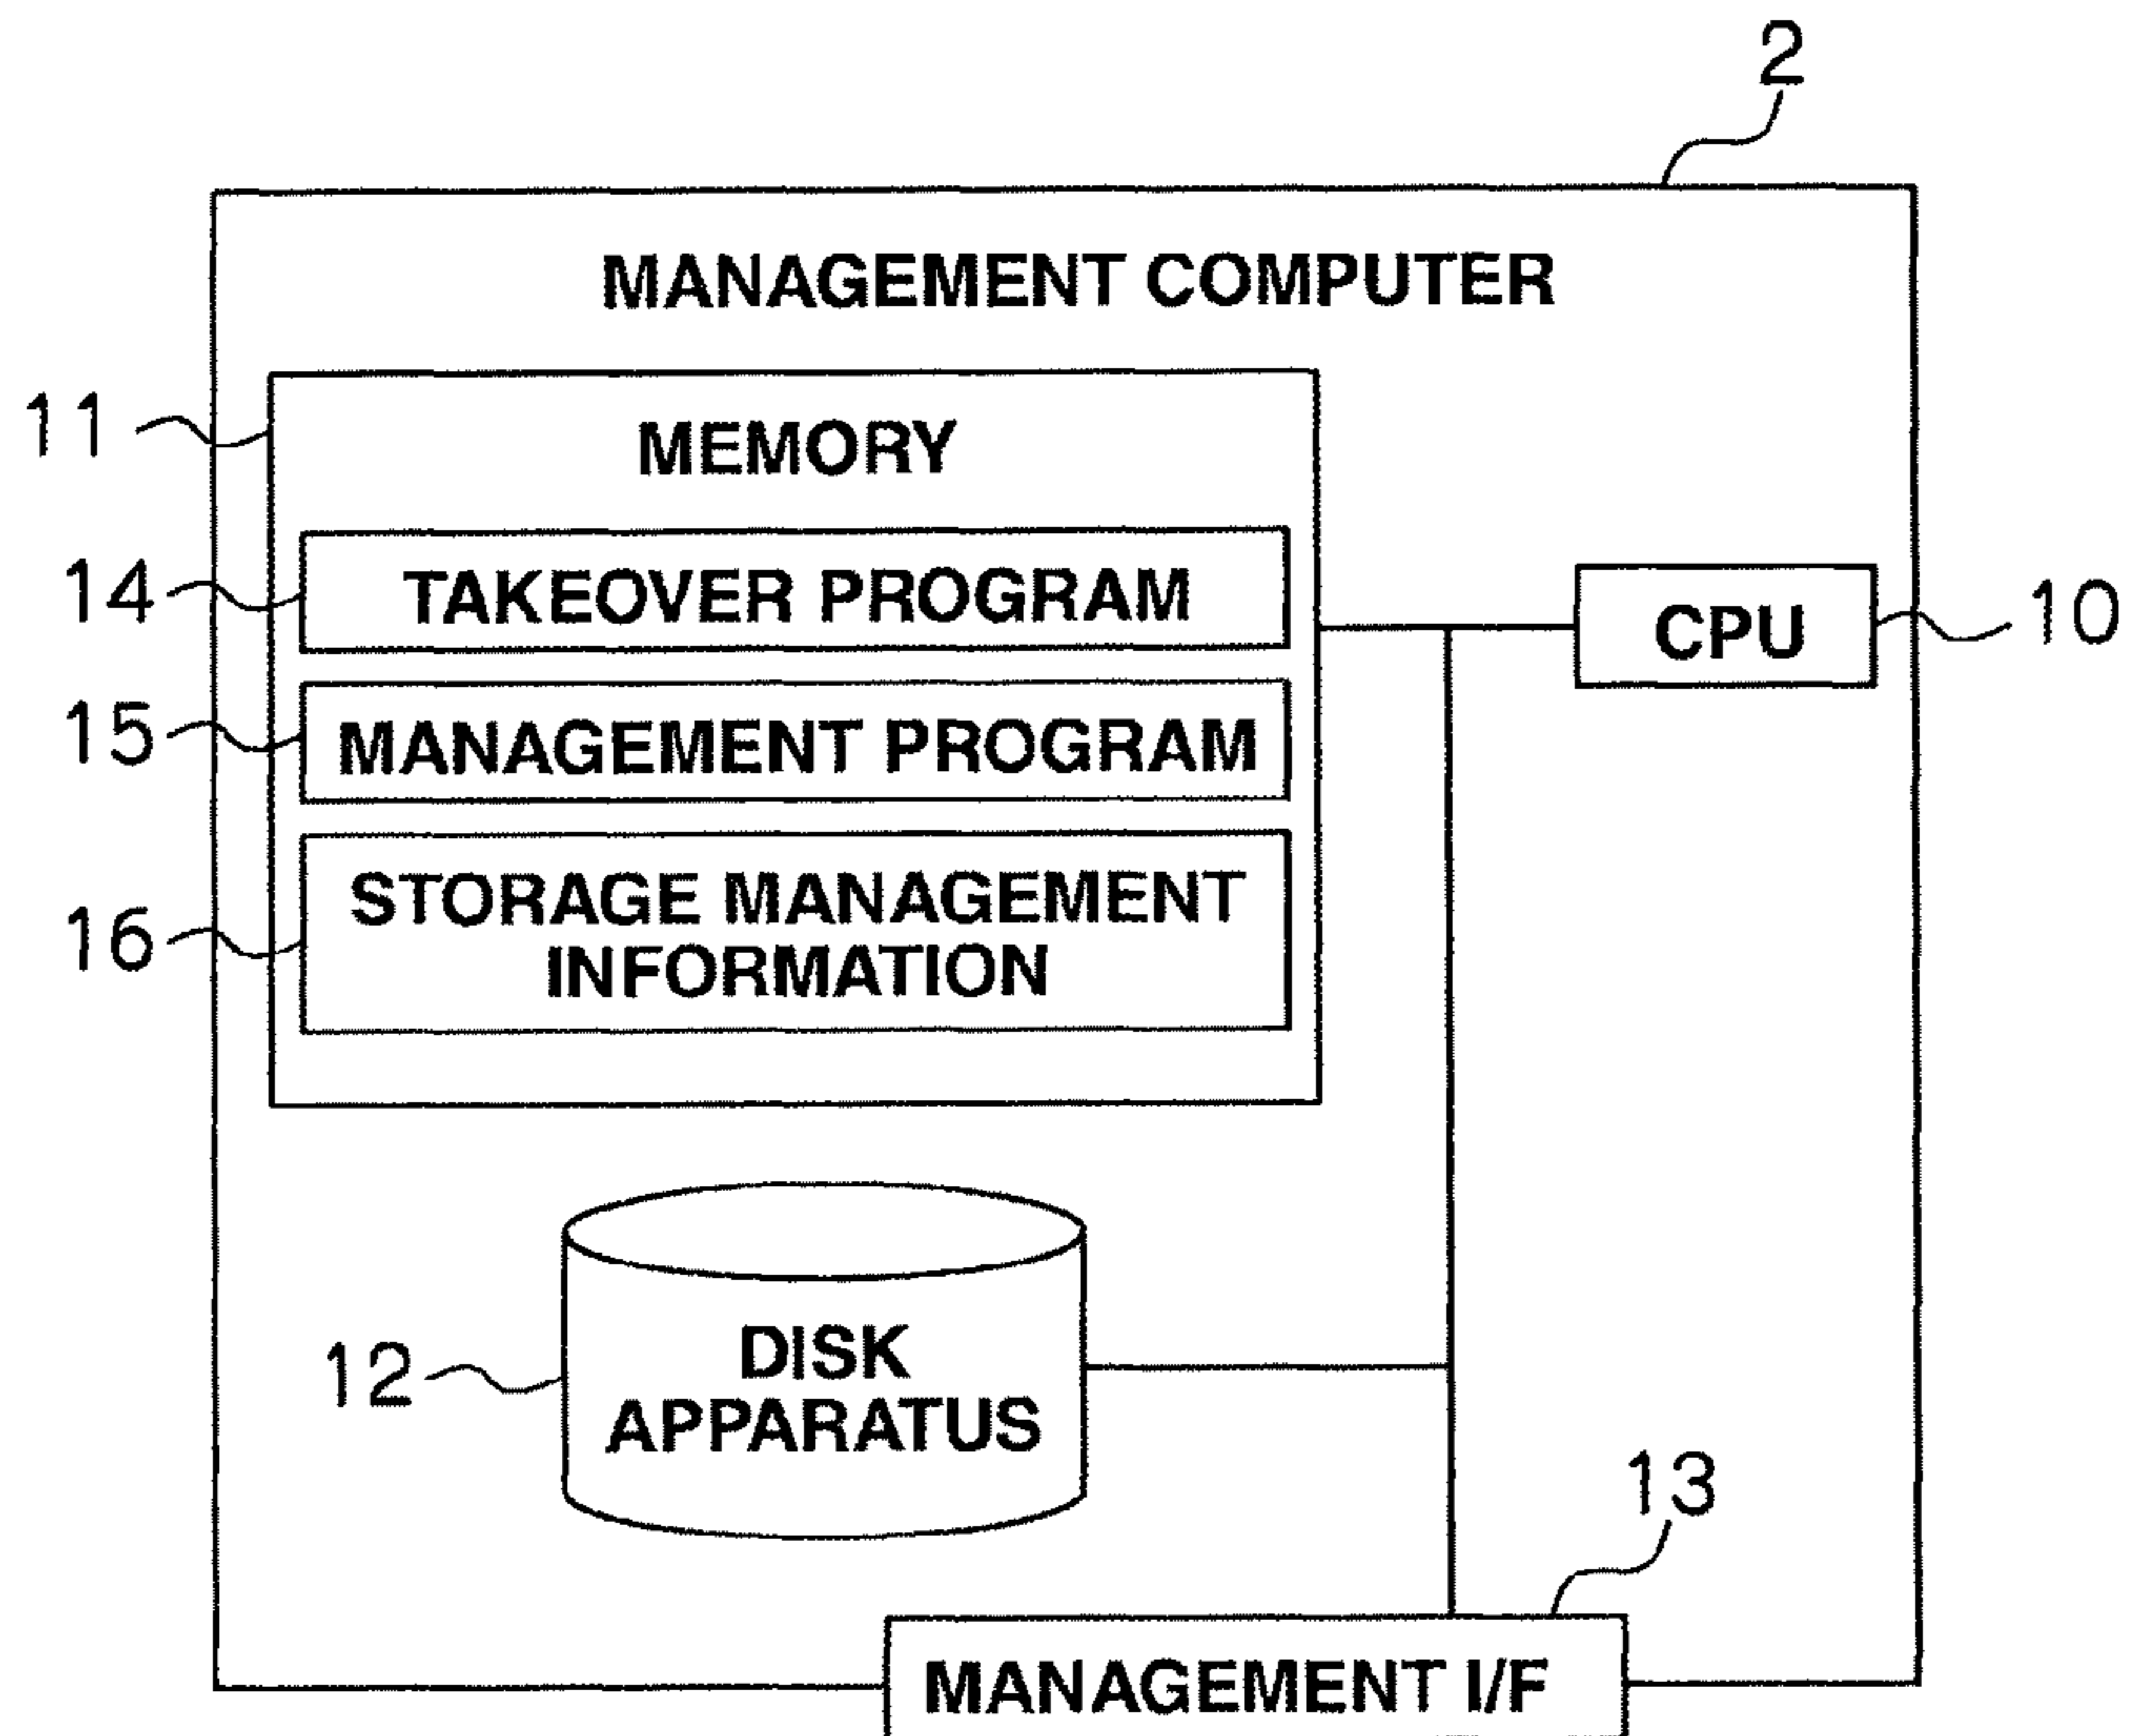 2
MANAGEMENT COMPUTER
11
MEMORY
14
TAKEOVER PROGRAM
CPU
10
15
MANAGEMENT PROGRAM
16
STORAGE MANAGEMENT
INFORMATION
12
DISK
APPARATUS
13
MANAGEMENT I/F